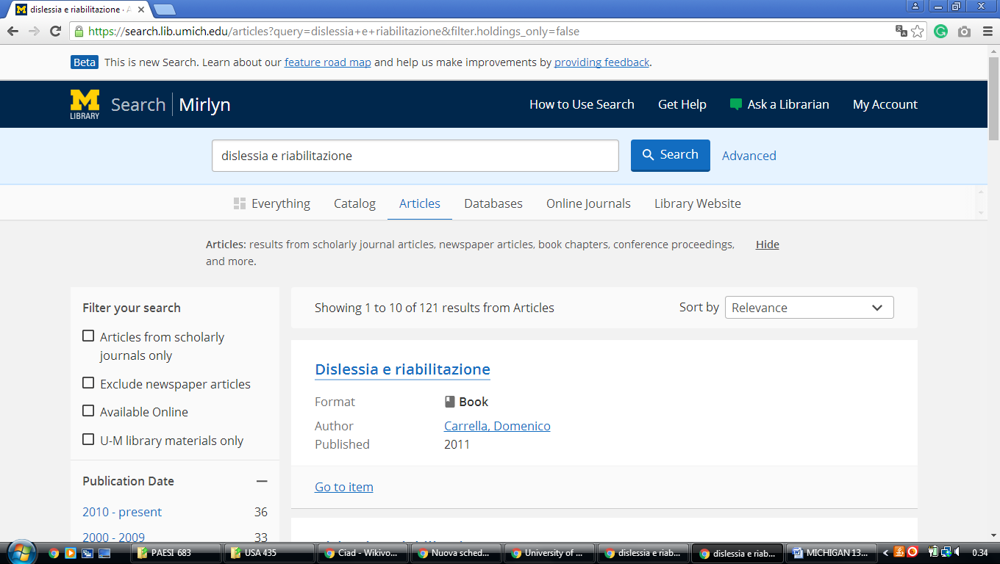 dislessia e riabilitazione · A
https://search.lib.umich.edu/articles?query=dislessia+e+riabilitazione&filter.holdings_only=false
Beta This is new Search. Learn about our feature road map and help us make improvements by providing feedback.
M LIBRARY Search Mirlyn How to Use Search Get Help Ask a Librarian My Account
dislessia e riabilitazione Search Advanced
Everything Catalog Articles Databases Online Journals Library Website
Articles: results from scholarly journal articles, newspaper articles, book chapters, conference proceedings, Hide
and more.
Filter your search
Articles from scholarly
journals only
Exclude newspaper articles
Available Online
U-M library materials only
Publication Date
2010 - present 36
2000 - 2009 33
Showing 1 to 10 of 121 results from Articles Sort by Relevance
Dislessia e riabilitazione
Format Book
Author Carrella, Domenico
Published 2011
Go to item
PAESI 683 USA 435 Ciad - Wikivo... Nuova sched... University of ... dislessia e riab... dislessia e riab... MICHIGAN 13... 0.34